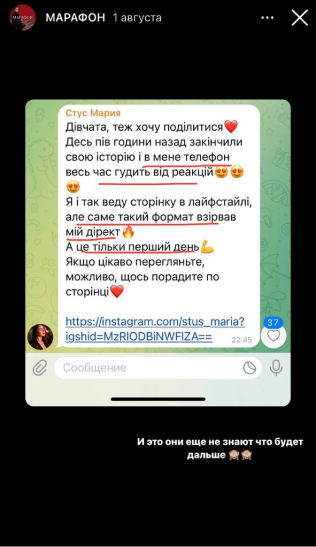 МАРАФОН 1 августа
Стус Мария
Дівчата, теж хочу поділитися❤️
Десь пів години назад закінчили
свою історію і в мене телефон
весь час гудить від реакцій😍😍
😍
Я і так веду сторінку в лайфстайлі,
але саме такий формат взірвав
мій дірект🔥
А це тільки перший день💪
Якщо цікаво перегляньте,
можливо, щось порадите по
сторінці❤️
https://instagram.com/stus_maria?
igshid=MzRlODBiNWFlZA==
22:45
37
Сообщение
И это они еще не знают что будет
дальше 🙈🙈